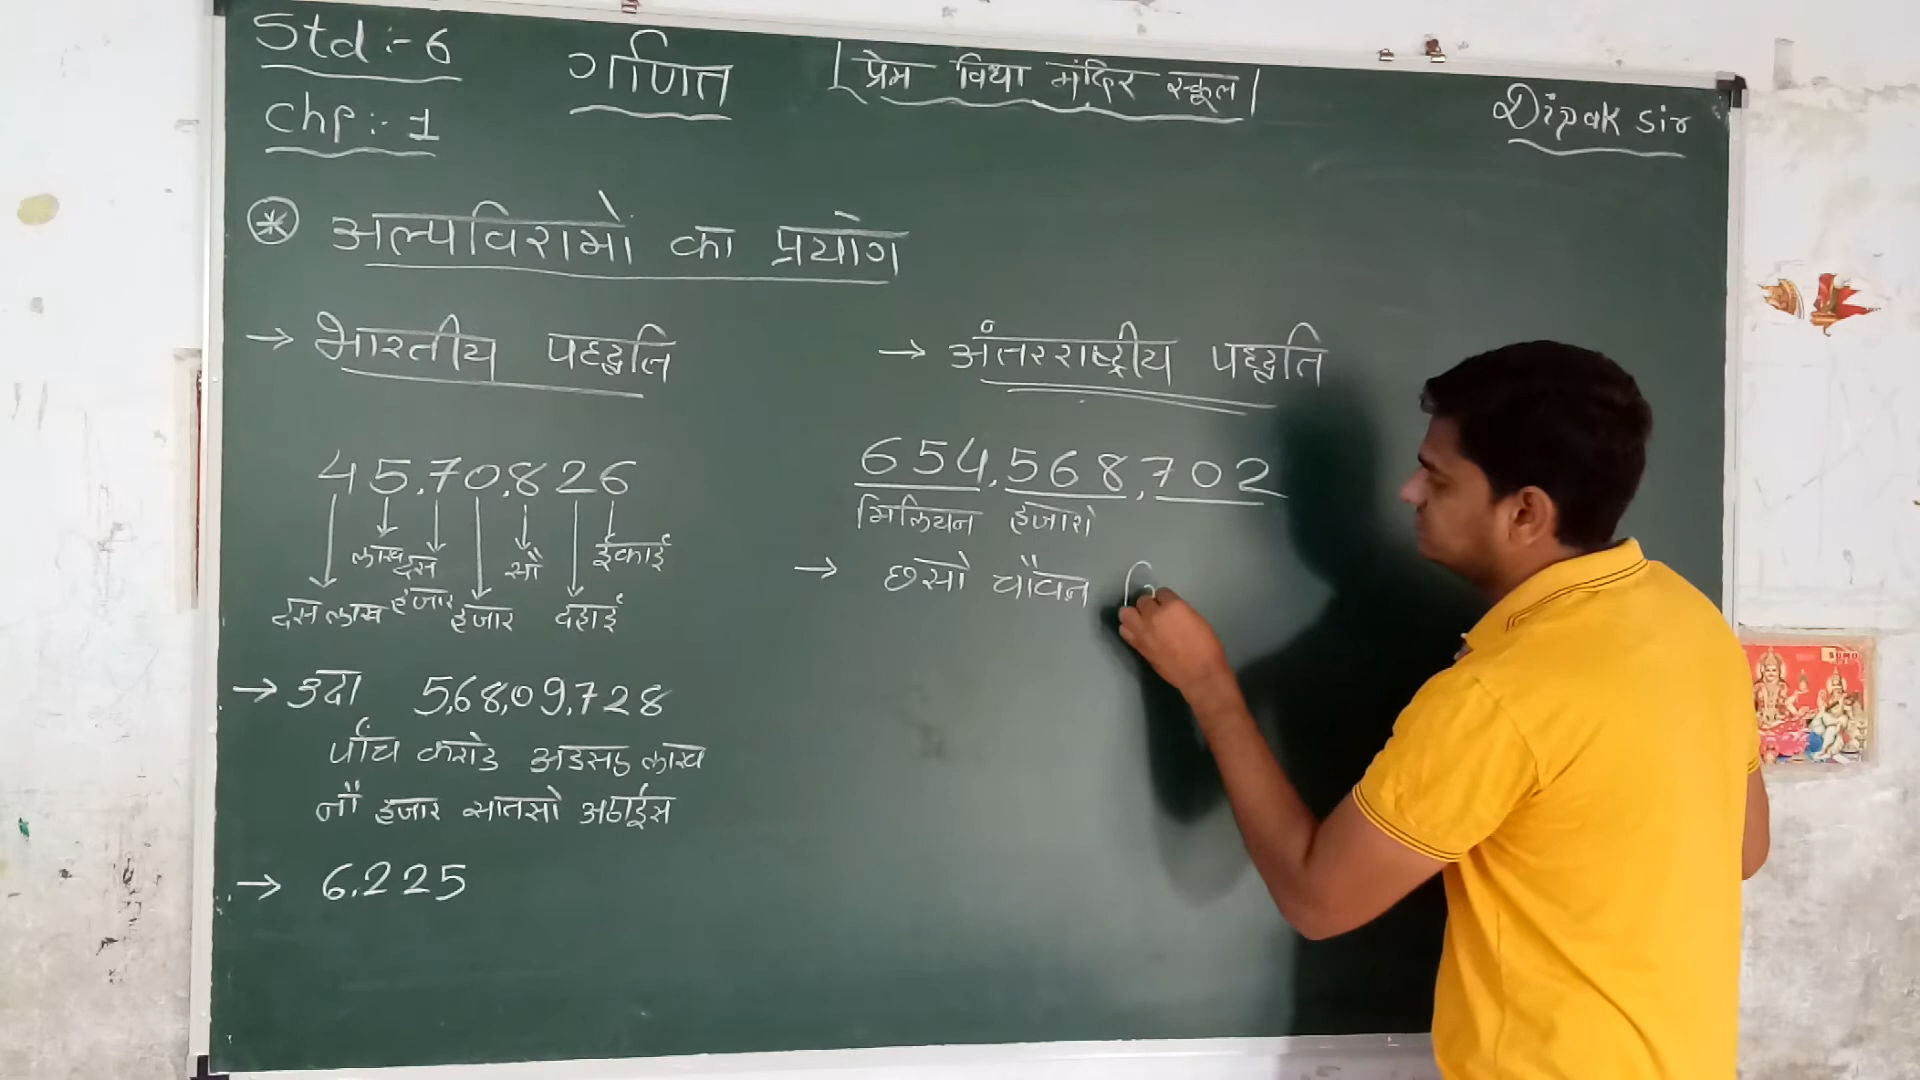 Std :- 6
गणित
प्रेम विधा मंदिर स्कूल
Dipak sir
Chp :- 1
* अल्पविरामों का प्रयोग
→ भारतीय पद्धति
45,70,826
लाख दस सौ ईकाई
दस लाख हजार हजार दहाई
→ उदा 5,68,09,728
पाँच करोड अडसठ लाख
नौ हजार सातसो अठाईस
→ 6.225
→ अंतरराष्ट्रीय पद्धति
654,568,702
मिलियन हजारो
→ छसो चौवन